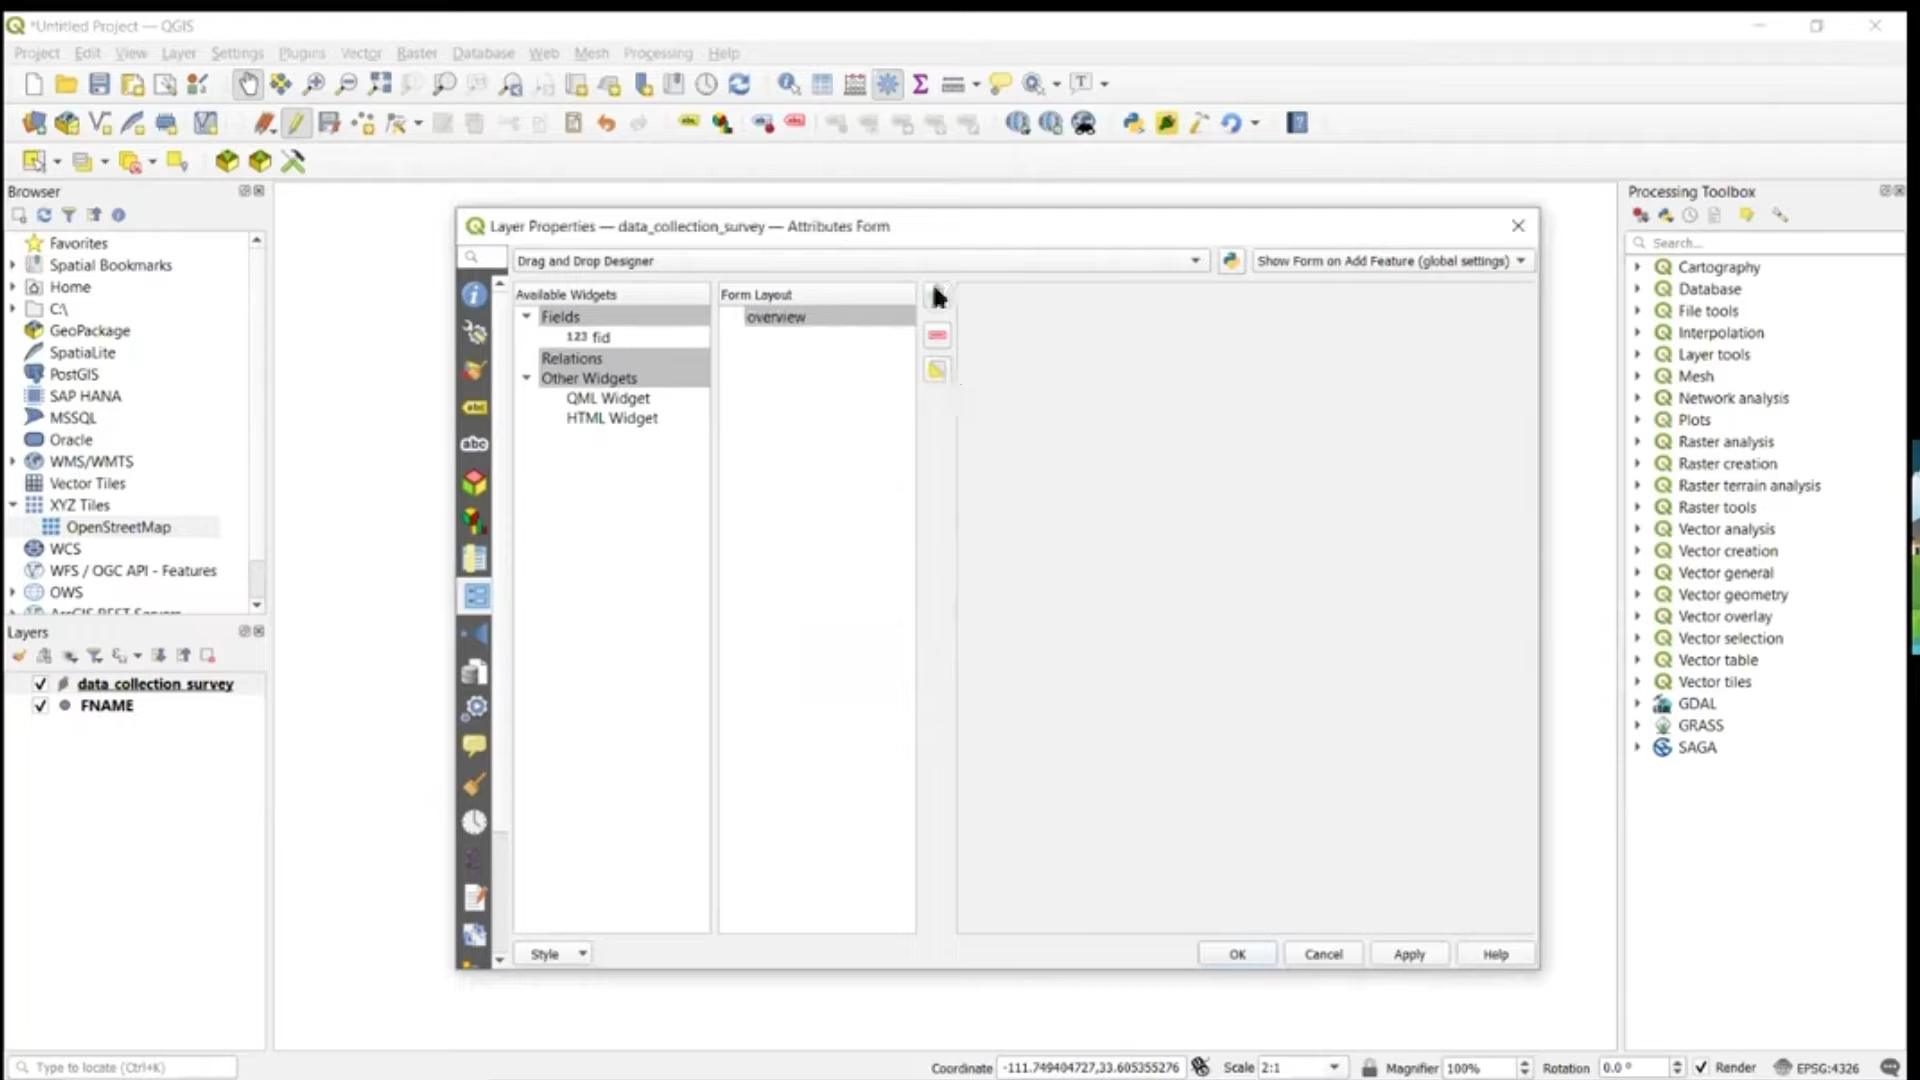 *Untitled Project — QGIS
Project Edit View Layer Settings Plugins Vector Raster Database Web Mesh Processing Help
Browser
Favorites
Spatial Bookmarks
Home
C:\
GeoPackage
SpatiaLite
PostGIS
SAP HANA
MSSQL
Oracle
WMS/WMTS
Vector Tiles
XYZ Tiles
OpenStreetMap
WCS
WFS / OGC API - Features
OWS
ArcGIS REST Servers
Layers
data_collection_survey
FNAME
Type to locate (Ctrl+K)
Layer Properties — data_collection_survey — Attributes Form
Drag and Drop Designer
Show Form on Add Feature (global settings)
Available Widgets
Fields
123 fid
Relations
Other Widgets
QML Widget
HTML Widget
Form Layout
overview
abc
abc
Style
OK
Cancel
Apply
Help
Processing Toolbox
Search...
Cartography
Database
File tools
Interpolation
Layer tools
Mesh
Network analysis
Plots
Raster analysis
Raster creation
Raster terrain analysis
Raster tools
Vector analysis
Vector creation
Vector general
Vector geometry
Vector overlay
Vector selection
Vector table
Vector tiles
GDAL
GRASS
SAGA
Coordinate -111.749404727,33.605355276 Scale 2:1 Magnifier 100% Rotation 0.0 ° Render EPSG:4326